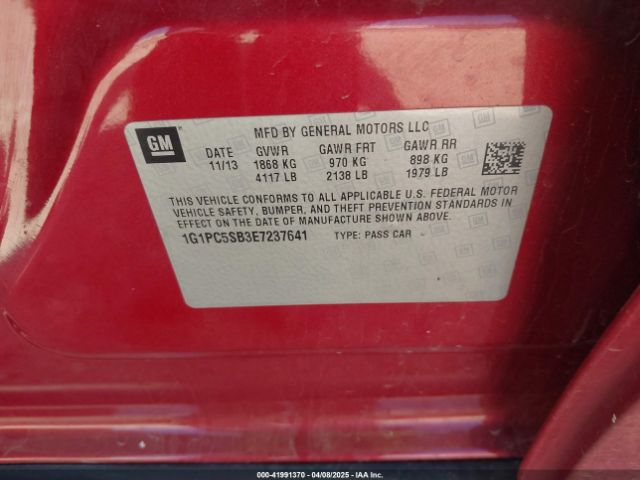 GM
MFD BY GENERAL MOTORS LLC
DATE GVWR GAWR FRT GAWR RR
11/13 1868 KG 970 KG 898 KG
4117 LB 2138 LB 1979 LB
THIS VEHICLE CONFORMS TO ALL APPLICABLE U.S. FEDERAL MOTOR
VEHICLE SAFETY, BUMPER, AND THEFT PREVENTION STANDARDS IN
EFFECT ON THE DATE OF MANUFACTURE SHOWN ABOVE.
1G1PC5SB3E7237641 TYPE: PASS CAR
000-41991370 - 04/08/2025 - IAA Inc.